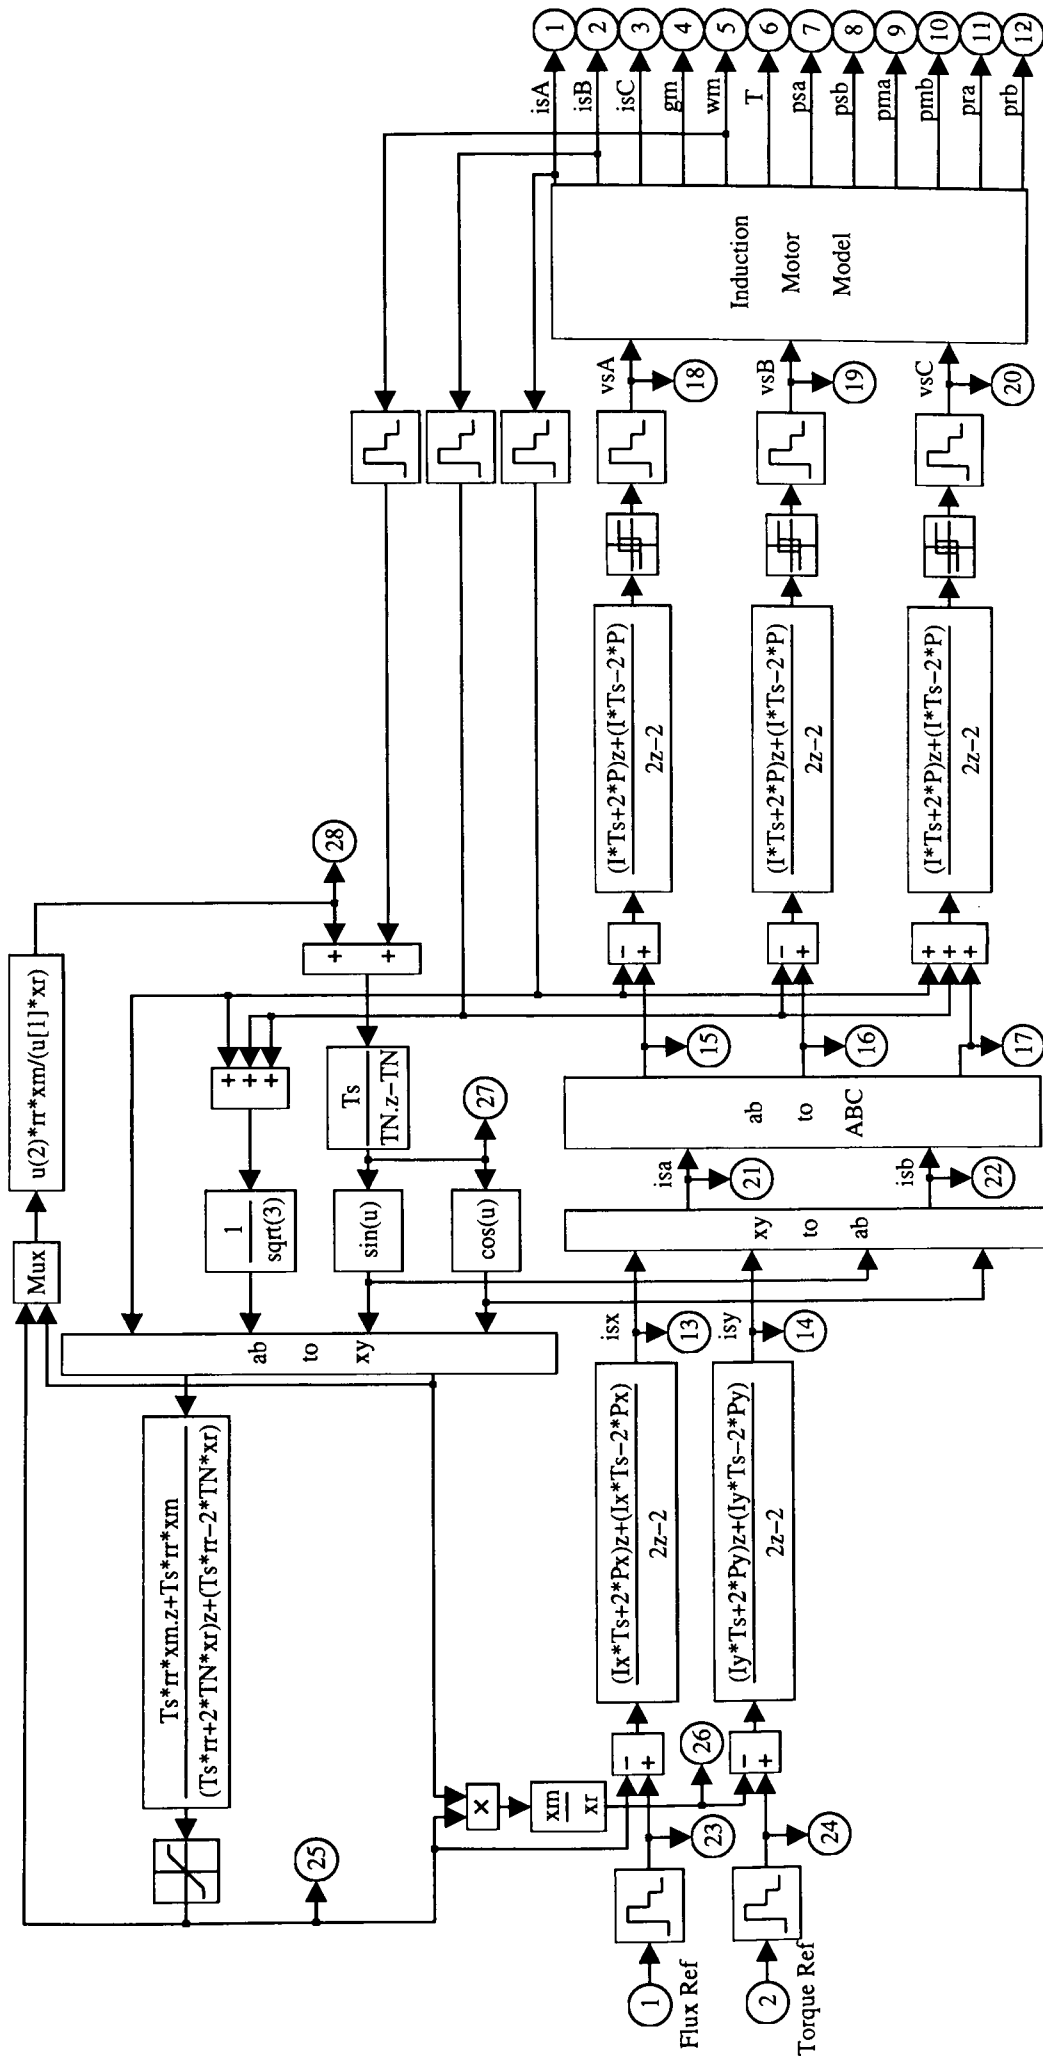 u(2)*rr*xm/(u[1]*xr)
Mux
28
+
+
Ts
TN.z−TN
27
+
+
+
1
sqrt(3)
sin(u)
cos(u)
ab
to
xy
Ts*rr*xm.z+Ts*rr*xm
(Ts*rr+2*TN*xr)z+(Ts*rr−2*TN*xr)
25
×
xm
xr
26
1
Flux Ref
23
−
+
(Ix*Ts+2*Px)z+(Ix*Ts−2*Px)
2z−2
isx
13
2
Torque Ref
24
−
+
(Iy*Ts+2*Py)z+(Iy*Ts−2*Py)
2z−2
isy
14
xy
to
ab
isa
21
isb
22
ab
to
ABC
15
16
17
−
+
(I*Ts+2*P)z+(I*Ts−2*P)
2z−2
vsA
18
−
+
(I*Ts+2*P)z+(I*Ts−2*P)
2z−2
vsB
19
+
+
+
(I*Ts+2*P)z+(I*Ts−2*P)
2z−2
vsC
20
Induction
Motor
Model
isA
1
isB
2
isC
3
gm
4
wm
5
T
6
psa
7
psb
8
pma
9
pmb
10
pra
11
prb
12